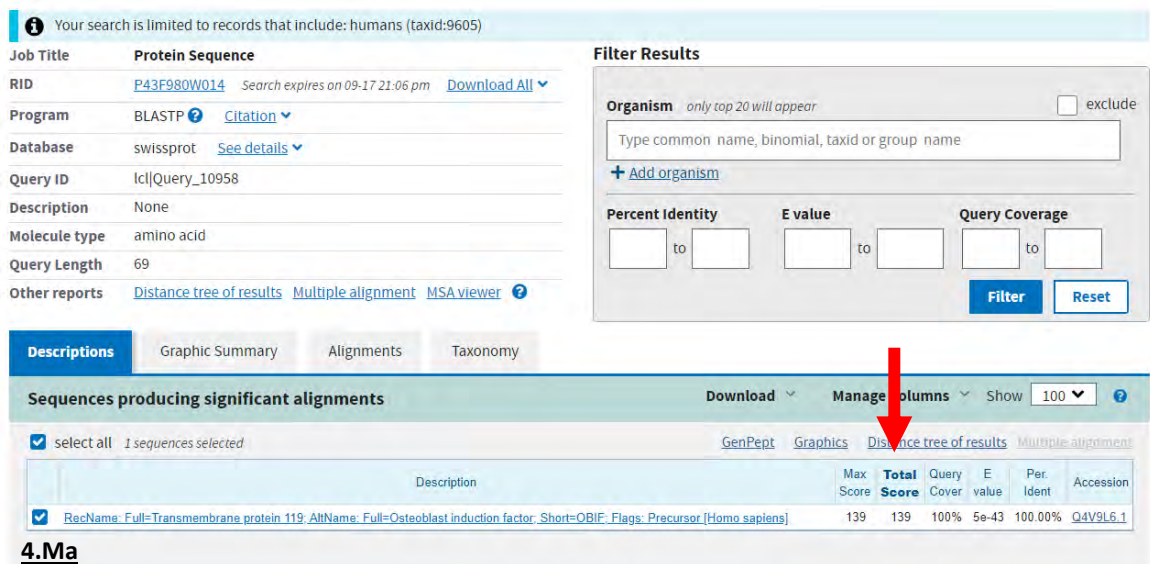 Your search is limited to records that include: humans (taxid:9605)
Job Title Protein Sequence
RID P43F980W014 Search expires on 09-17 21:06 pm Download All
Program BLASTP Citation
Database swissprot See details
Query ID lcl|Query_10958
Description None
Molecule type amino acid
Query Length 69
Other reports Distance tree of results Multiple alignment MSA viewer
Filter Results
Organism only top 20 will appear exclude
Type common name, binomial, taxid or group name
+ Add organism
Percent Identity E value Query Coverage
to to to
Filter Reset
Descriptions Graphic Summary Alignments Taxonomy
Sequences producing significant alignments Download Manage columns Show 100
select all 1 sequences selected GenPept Graphics Distance tree of results Multiple alignment
Description Max Score Total Score Query Cover E value Per. Ident Accession
RecName: Full=Transmembrane protein 119; AltName: Full=Osteoblast induction factor; Short=OBIF; Flags: Precursor [Homo sapiens] 139 139 100% 5e-43 100.00% Q4V9L6.1
4.Ma